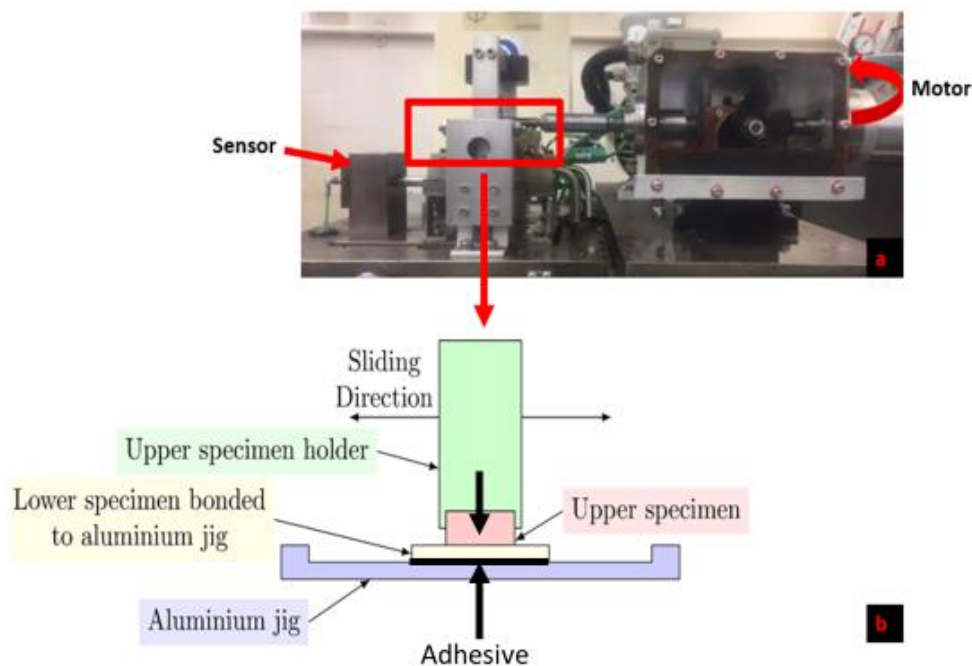 Motor
Sensor
a
Sliding
Direction
Upper specimen holder
Lower specimen bonded
to aluminium jig
Upper specimen
Aluminium jig
Adhesive
b